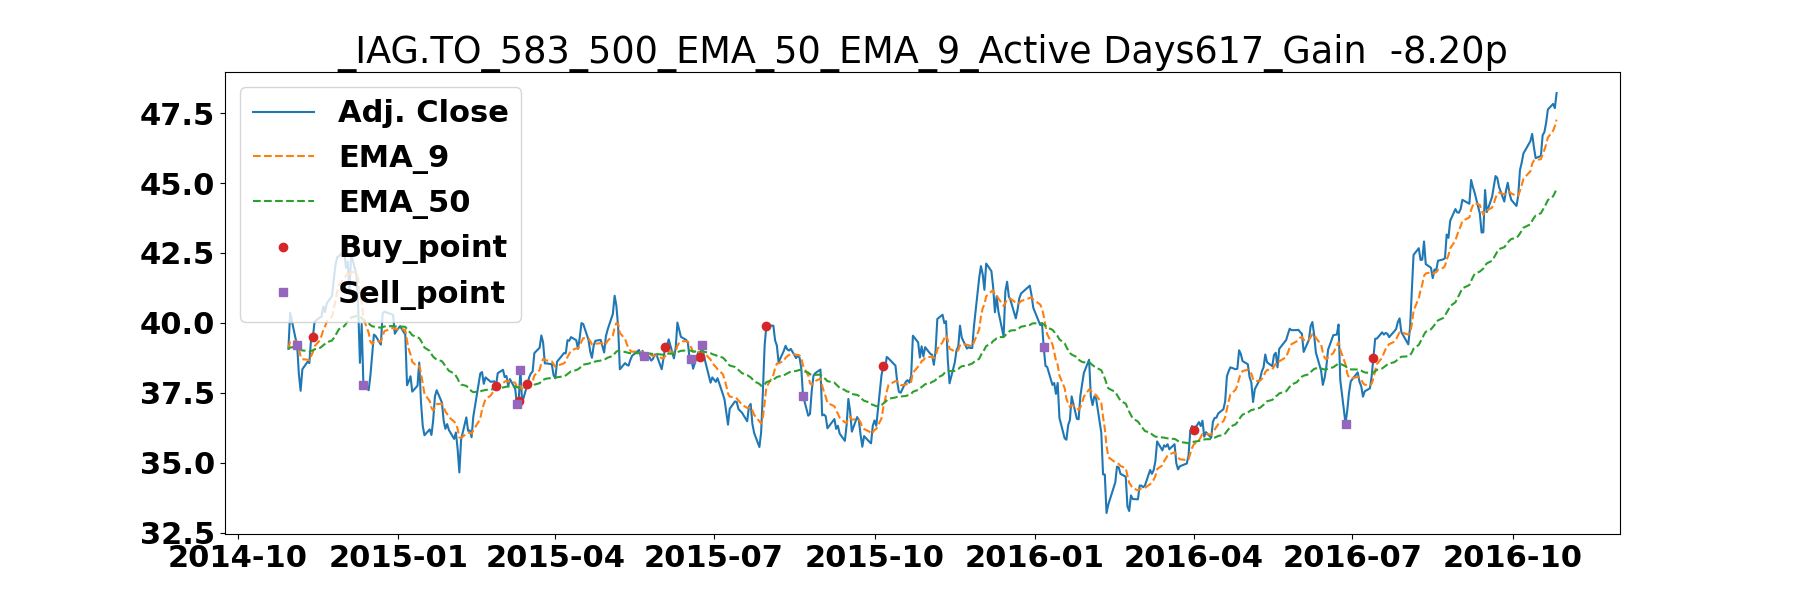 _IAG.TO_583_500_EMA_50_EMA_9_Active Days617_Gain  -8.20p
Adj. Close
EMA_9
EMA_50
Buy_point
Sell_point
47.5
45.0
42.5
40.0
37.5
35.0
32.5
2014-10 2015-01 2015-04 2015-07 2015-10 2016-01 2016-04 2016-07 2016-10